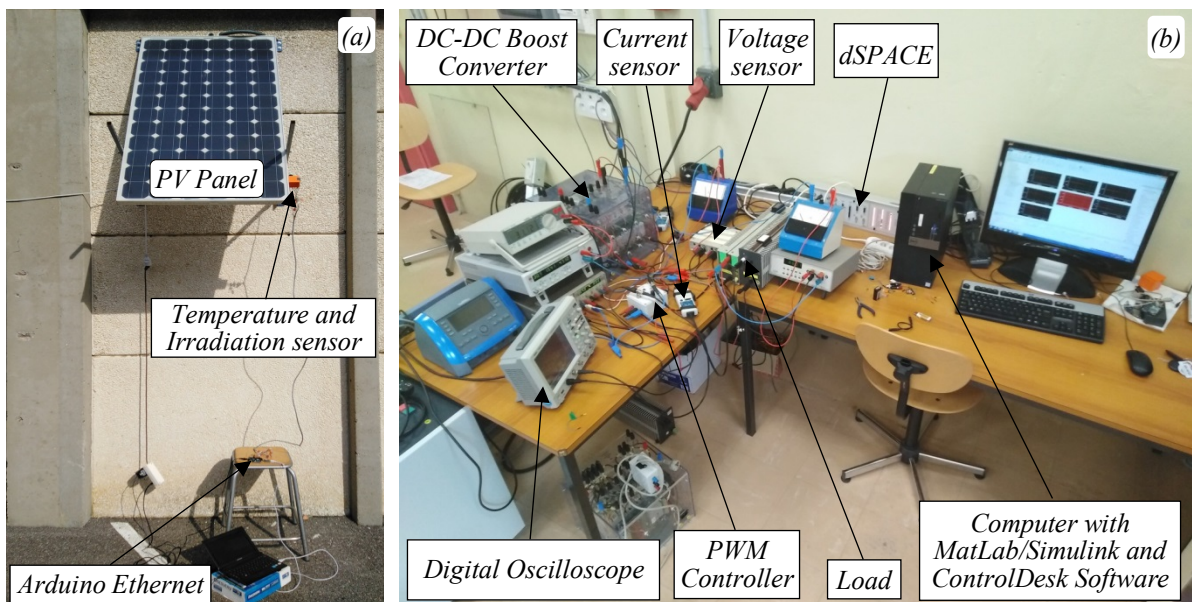 (a)
PV Panel
Temperature and
Irradiation sensor
Arduino Ethernet
(b)
DC-DC Boost
Converter
Current
sensor
Voltage
sensor
dSPACE
Digital Oscilloscope
PWM
Controller
Load
Computer with
MatLab/Simulink and
ControlDesk Software